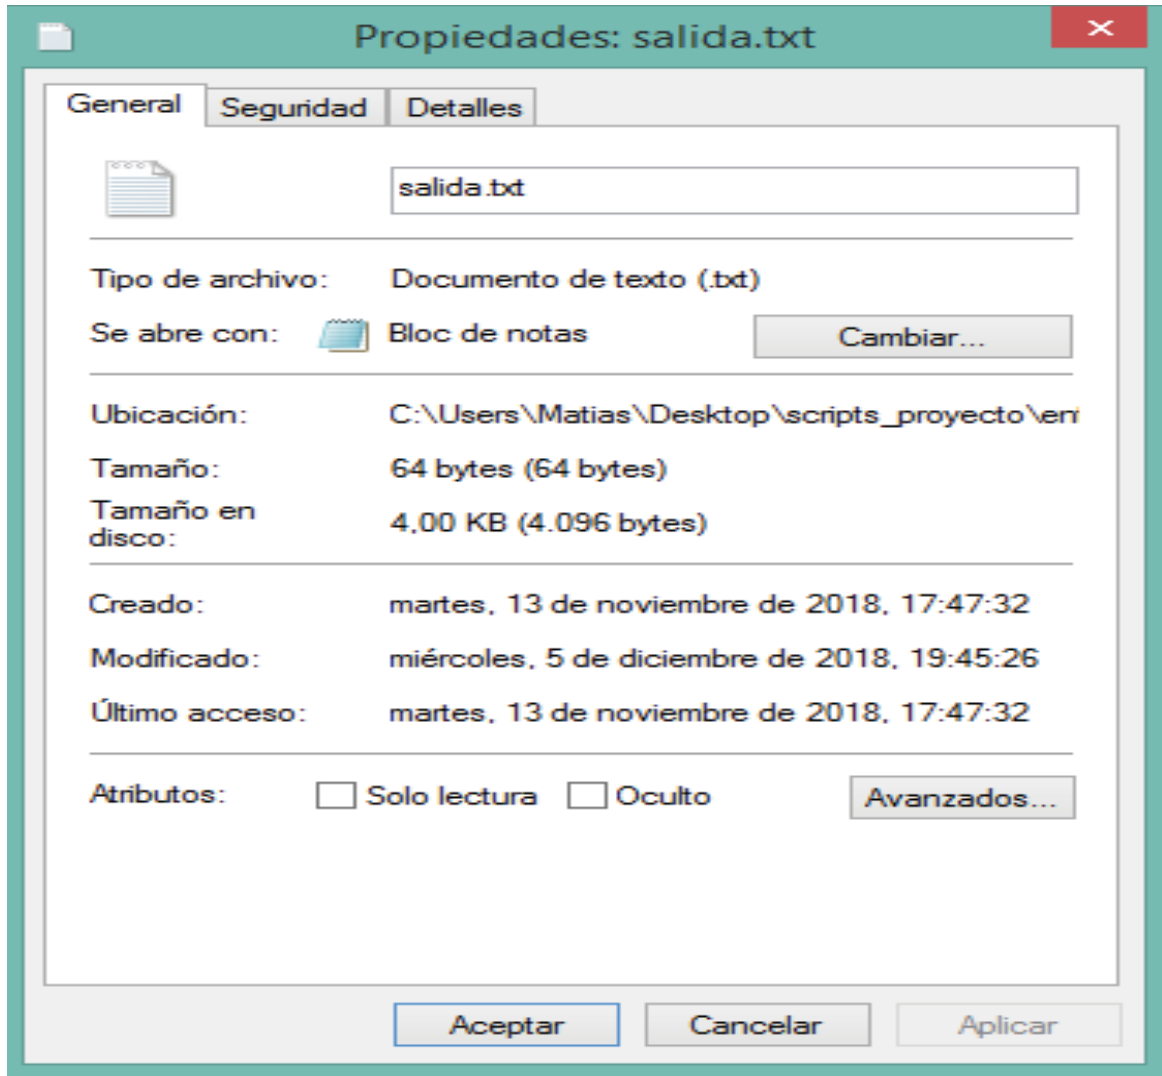 Propiedades: salida.txt
General Seguridad Detalles
salida.txt
Tipo de archivo: Documento de texto (.txt)
Se abre con: Bloc de notas Cambiar...
Ubicación: C:\Users\Matias\Desktop\scripts_proyecto\
Tamaño: 64 bytes (64 bytes)
Tamaño en
disco: 4,00 KB (4.096 bytes)
Creado: martes, 13 de noviembre de 2018, 17:47:32
Modificado: miércoles, 5 de diciembre de 2018, 19:45:26
Último acceso: martes, 13 de noviembre de 2018, 17:47:32
Atributos: Solo lectura Oculto Avanzados...
Aceptar Cancelar Aplicar